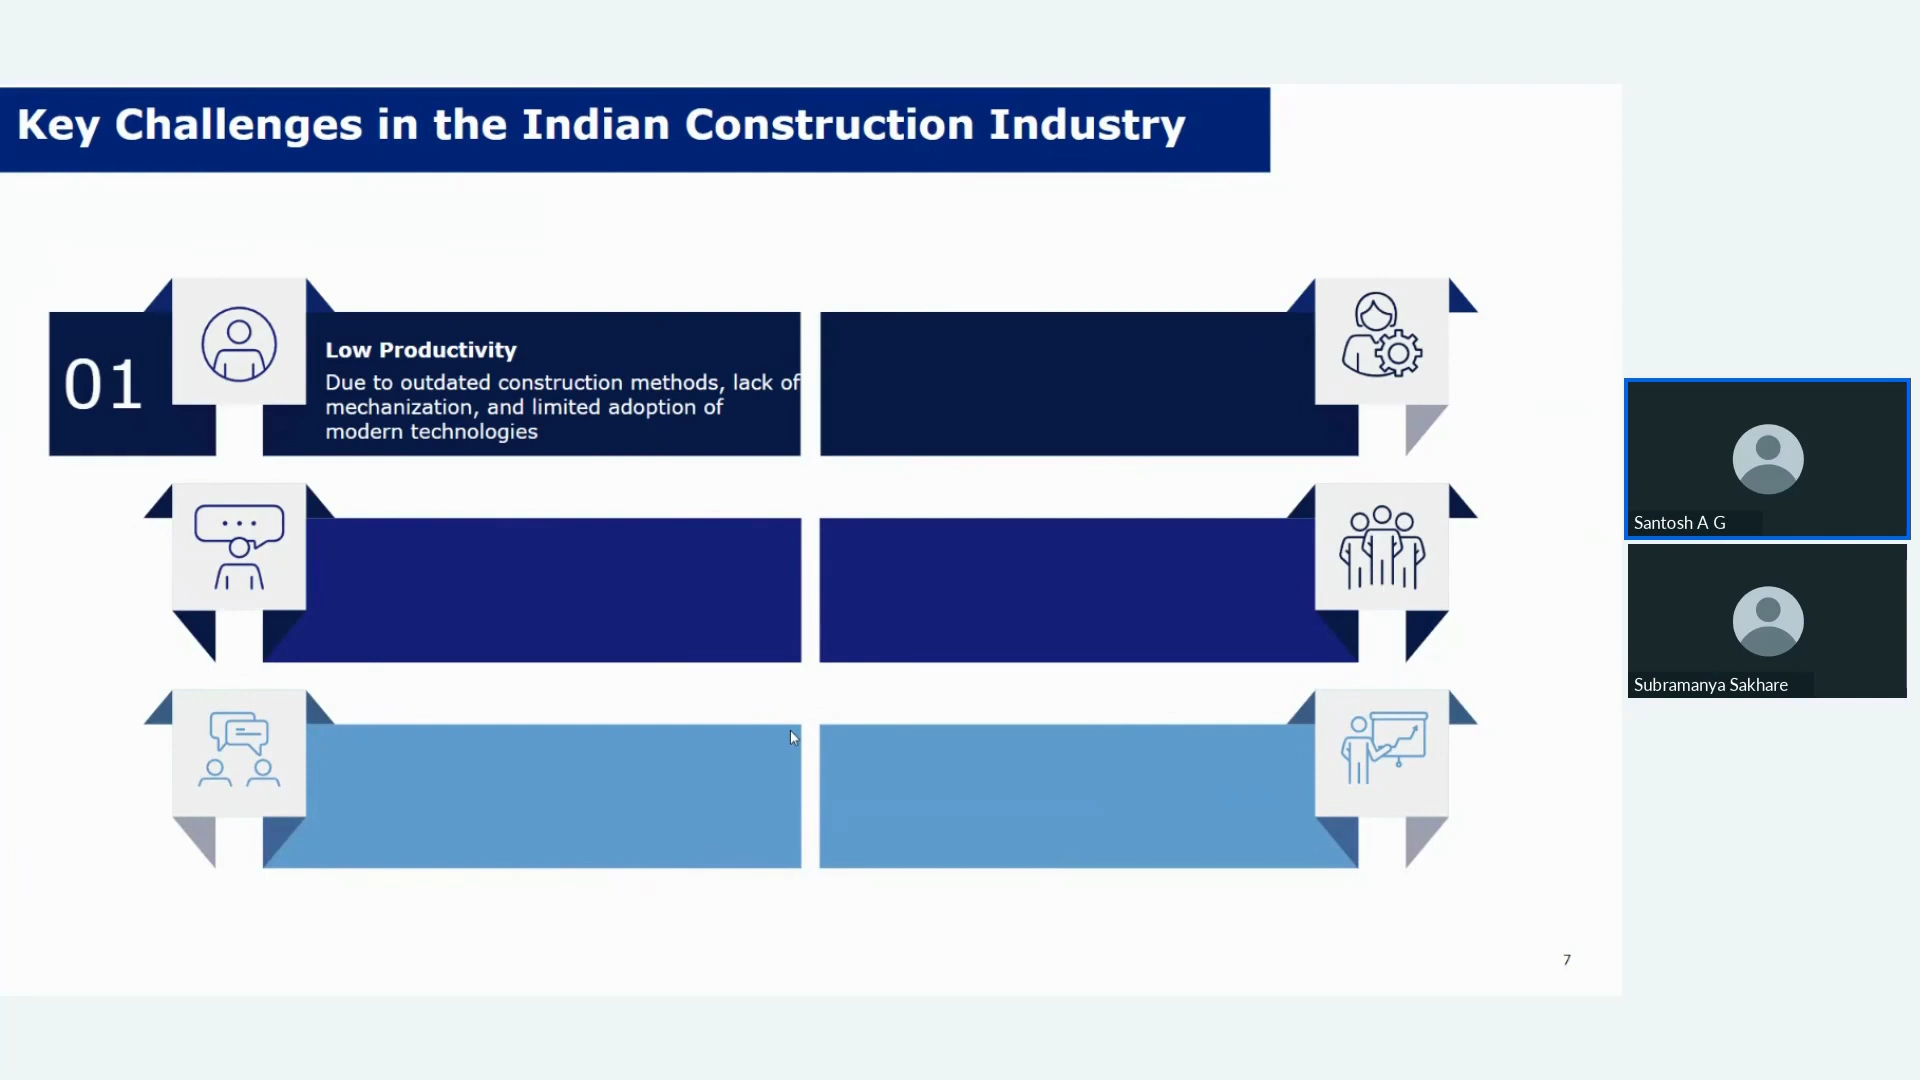 Key Challenges in the Indian Construction Industry
01
Low Productivity
Due to outdated construction methods, lack of
mechanization, and limited adoption of
modern technologies
Santosh A G
Subramanya Sakhare
7